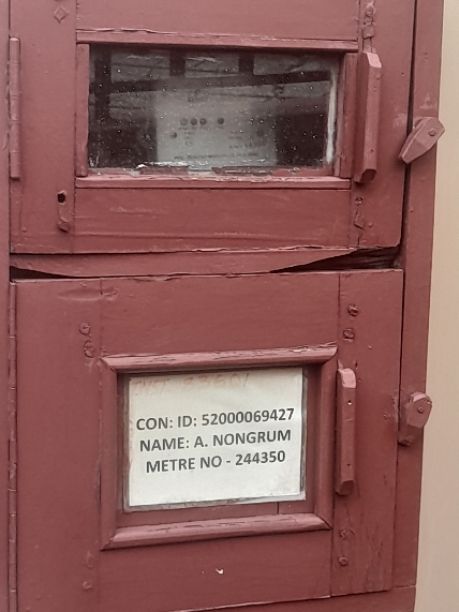 CON: ID: 52000069427
NAME: A. NONGRUM
METRE NO - 244350